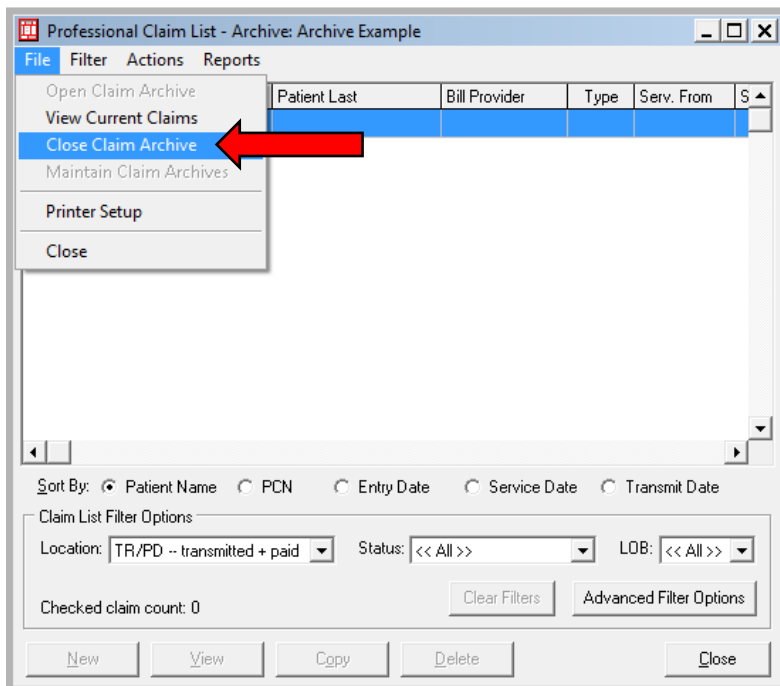 Professional Claim List - Archive: Archive Example
File Filter Actions Reports
Open Claim Archive
View Current Claims
Close Claim Archive
Maintain Claim Archives
Printer Setup
Close
Patient Last Bill Provider Type Serv. From S
Sort By: Patient Name PCN Entry Date Service Date Transmit Date
Claim List Filter Options
Location: TR/PD -- transmitted + paid Status: << All >> LOB: << All >>
Checked claim count: 0 Clear Filters Advanced Filter Options
New View Copy Delete Close